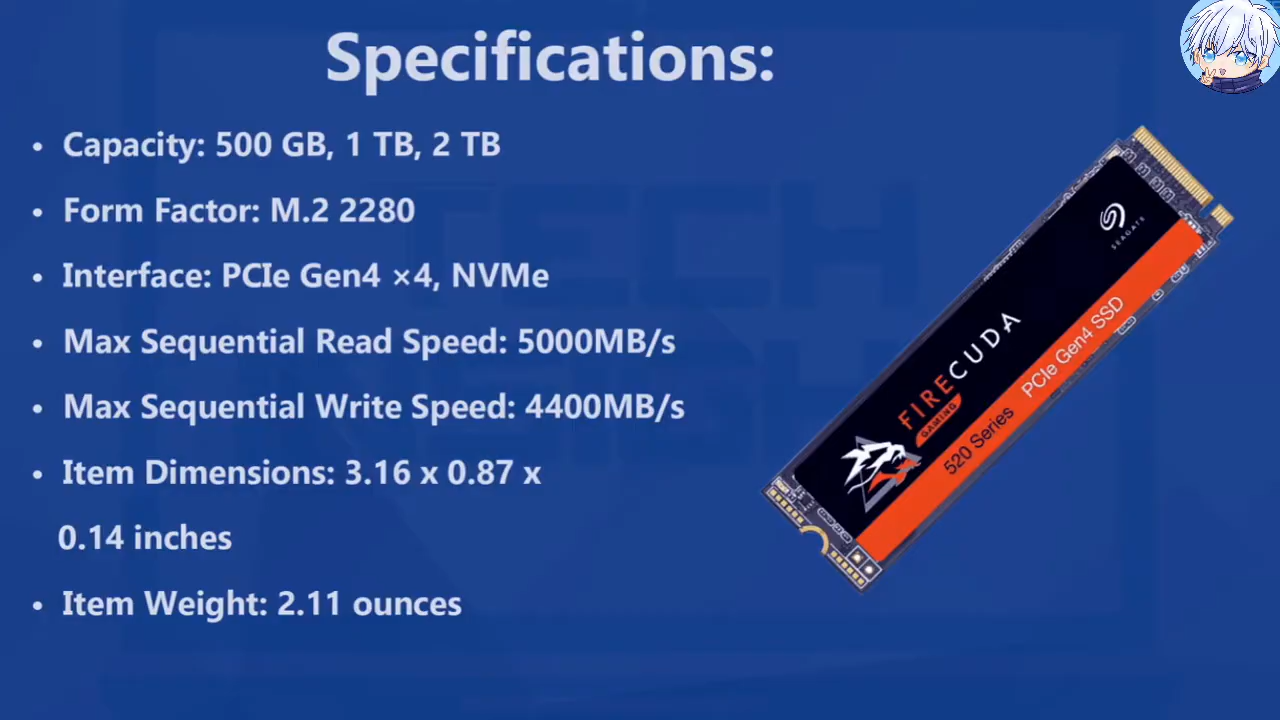 Specifications:
• Capacity: 500 GB, 1 TB, 2 TB
• Form Factor: M.2 2280
• Interface: PCIe Gen4 ×4, NVMe
• Max Sequential Read Speed: 5000MB/s
• Max Sequential Write Speed: 4400MB/s
• Item Dimensions: 3.16 x 0.87 x
0.14 inches
• Item Weight: 2.11 ounces
SEAGATE
FIRECUDA
GAMING
520 Series PCIe Gen4 SSD
TECH